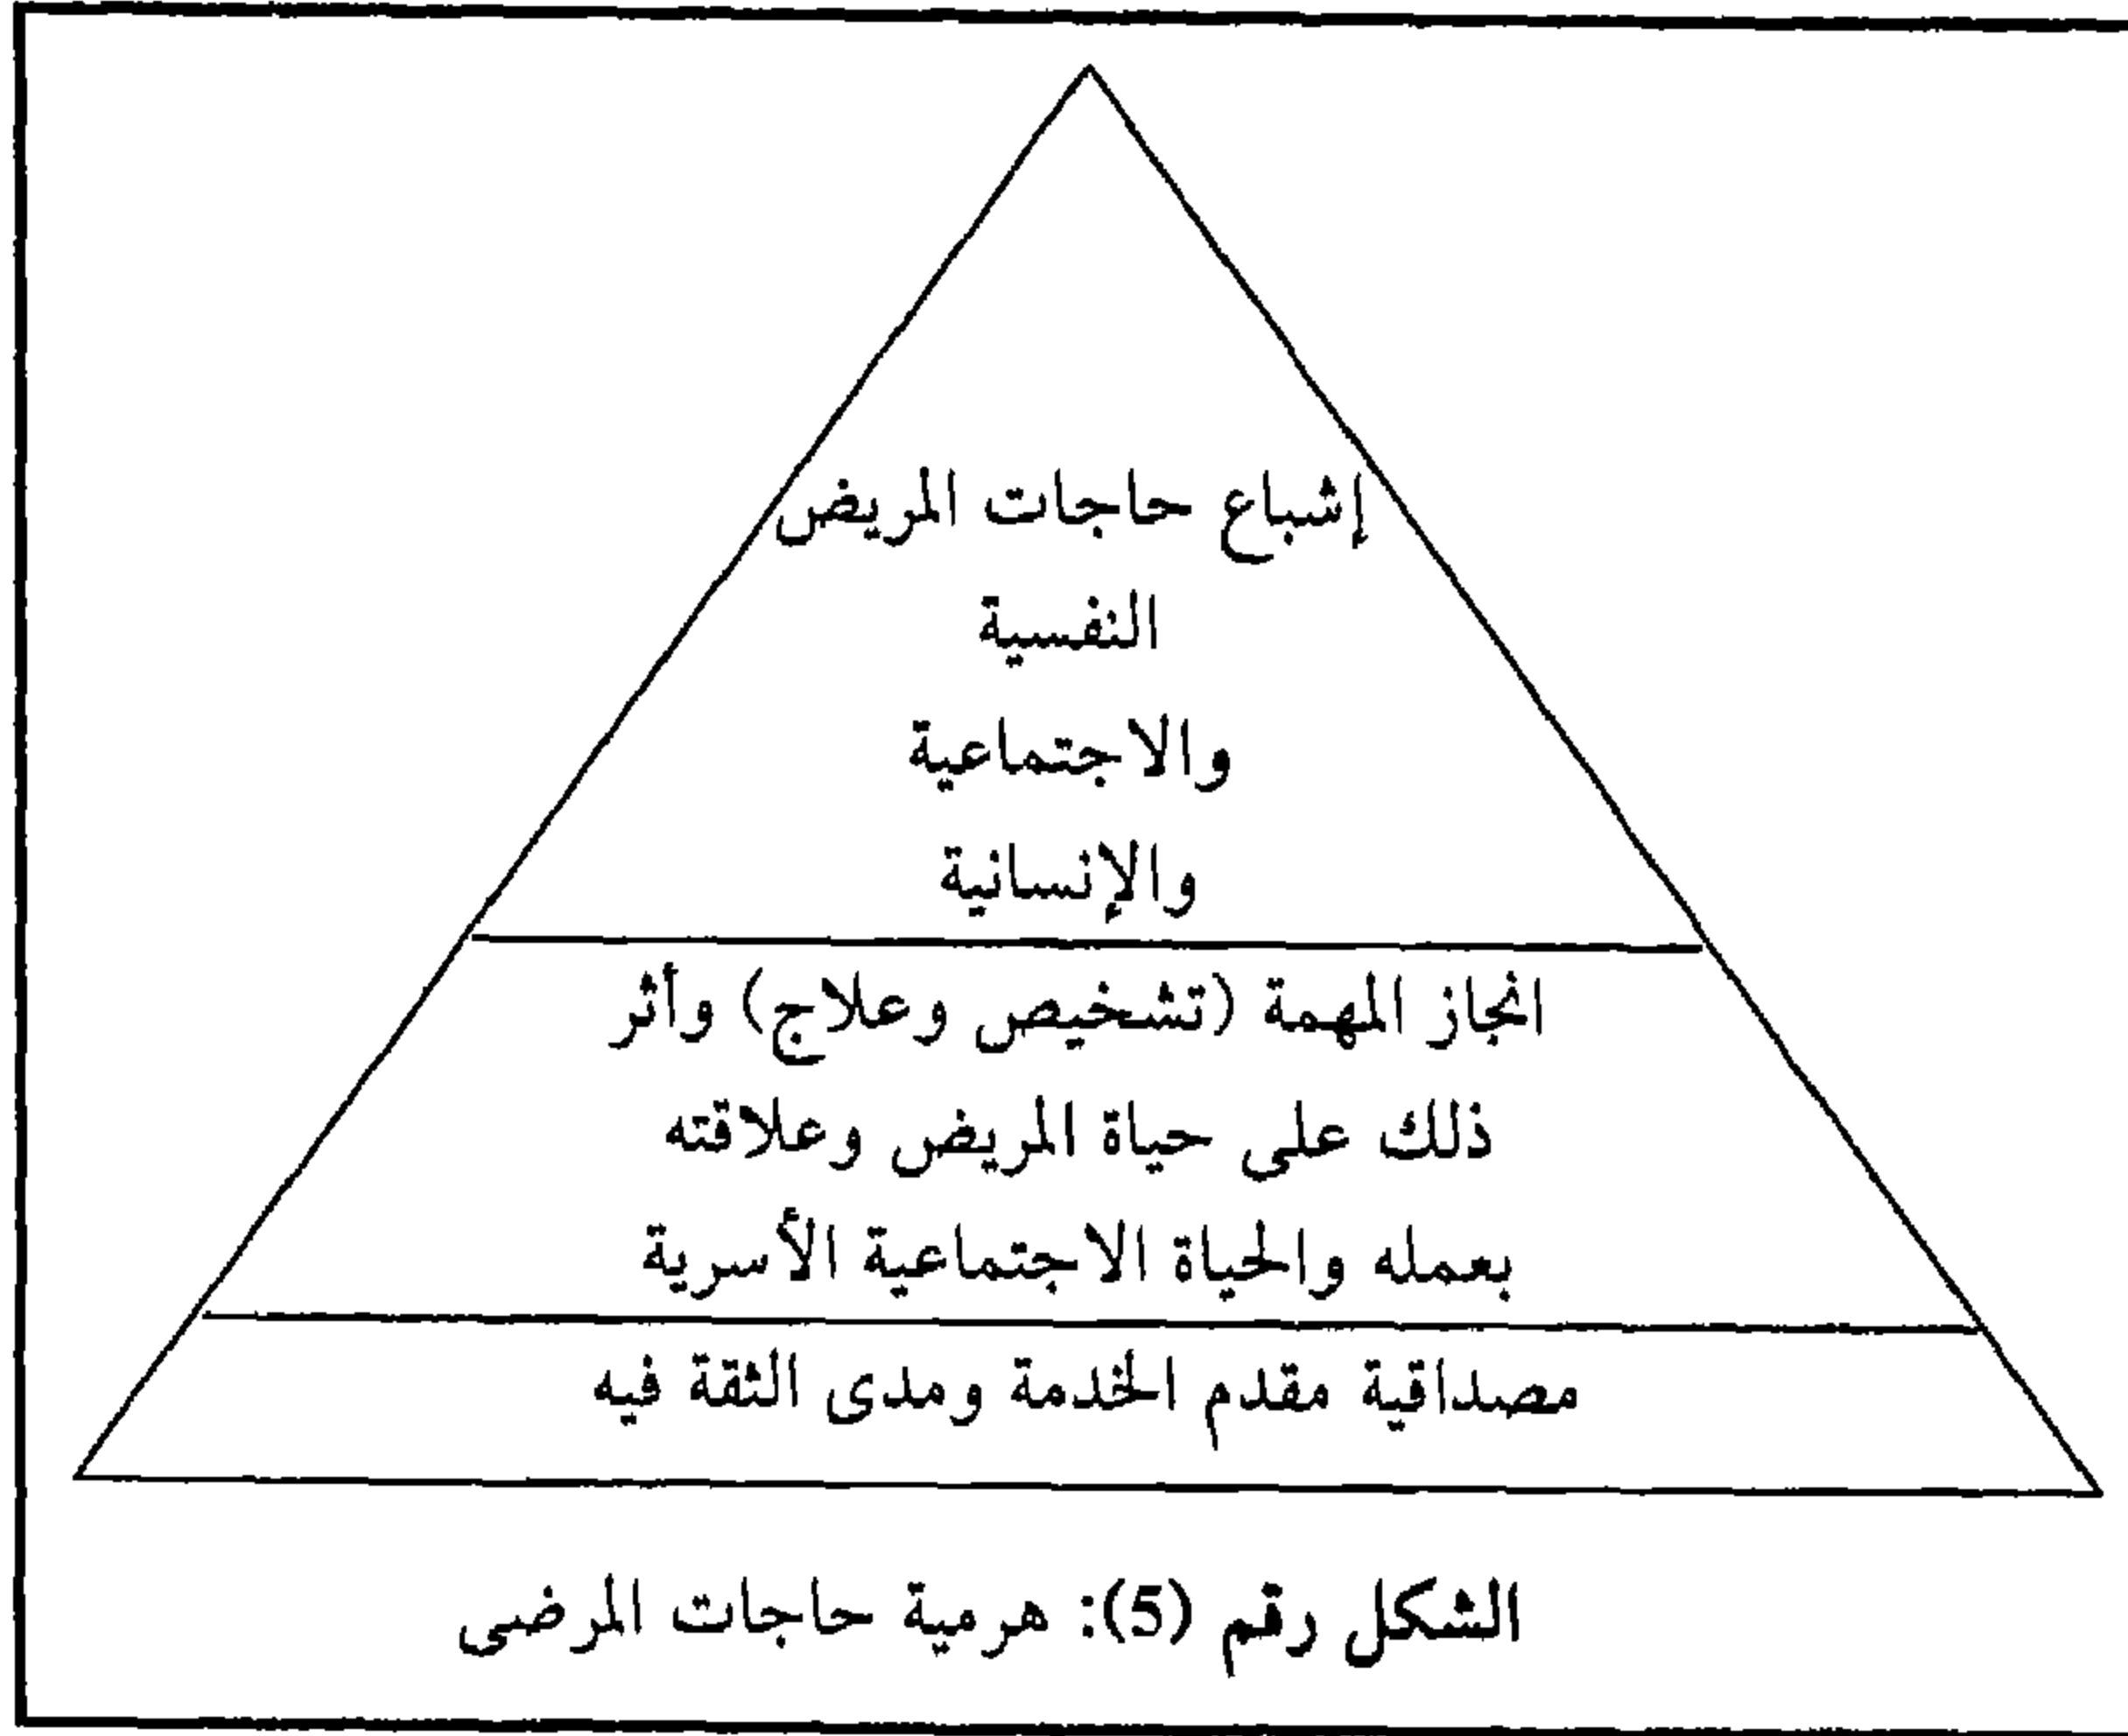 إشباع حاجات المريض
النفسية
والاجتماعية
والإنسانية
انجاز المهمة (تشخيص وعلاج) وأثر
ذلك على حياة المريض وعلاقته
بعمله والحياة الاجتماعية الأسرية
مصداقية مقدم الخدمة ومدى الثقة فيه
الشكل رقم (5): هرمية حاجات المرضى